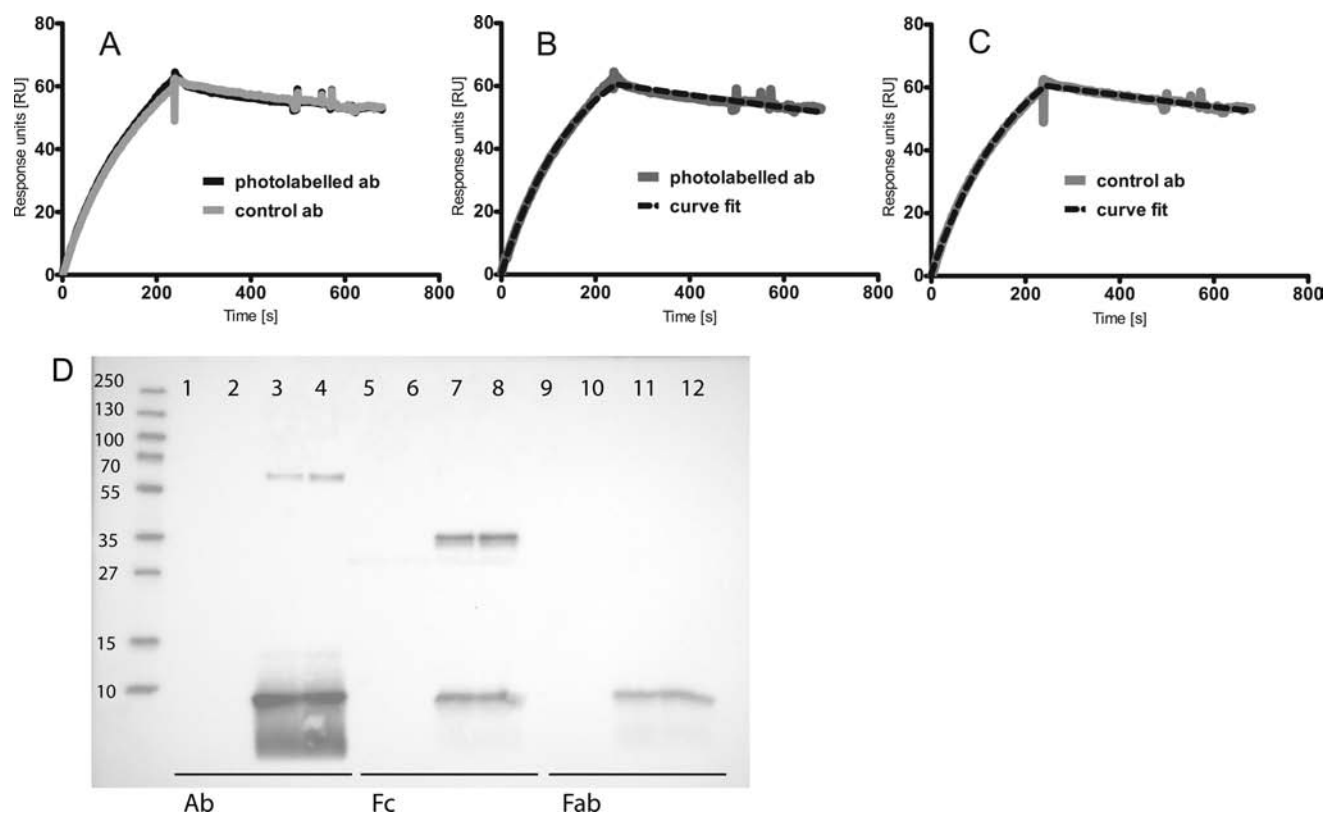 A
80
60
40
20
0
Response units [RU]
photolabelled ab
control ab
0 200 400 600 800
Time [s]
B
80
60
40
20
0
Response units [RU]
photolabelled ab
curve fit
0 200 400 600 800
Time [s]
C
80
60
40
20
0
Response units [RU]
control ab
curve fit
0 200 400 600 800
Time [s]
D
1 2 3 4 5 6 7 8 9 10 11 12
250
130
100
70
55
35
27
15
10
Ab Fc Fab